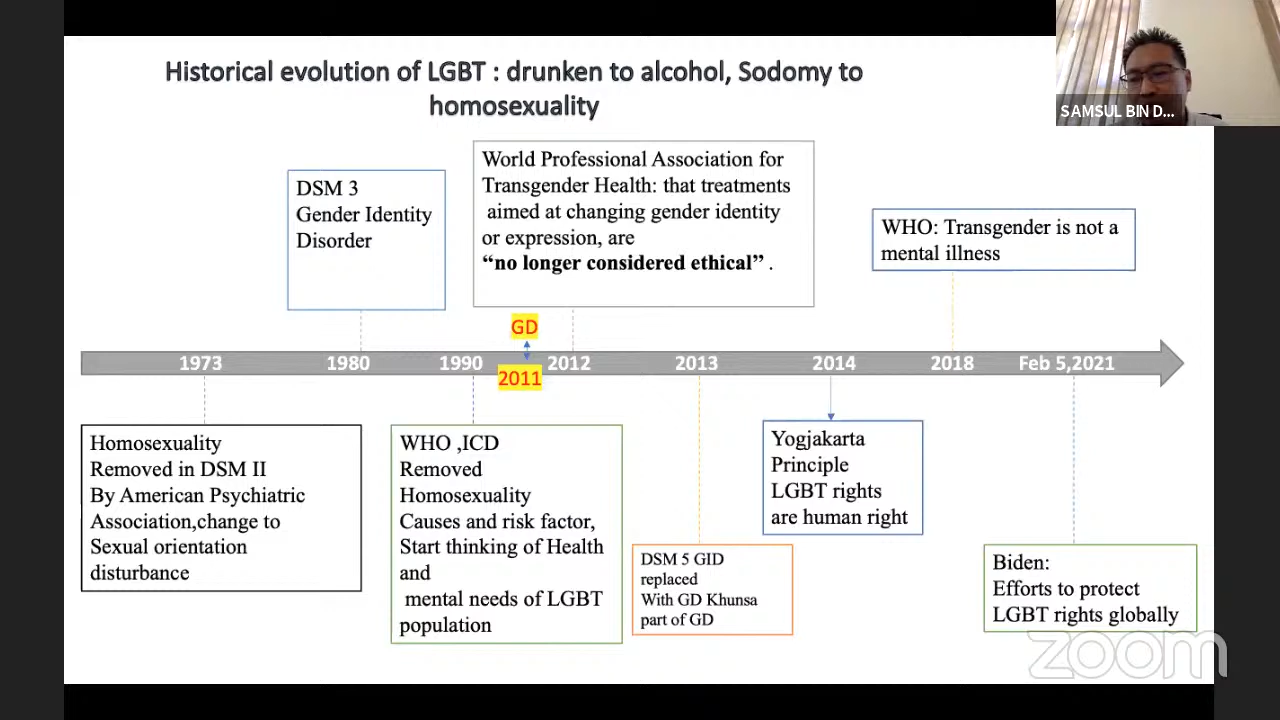 Historical evolution of LGBT : drunken to alcohol, Sodomy to
homosexuality
SAMSUL BIN D...
DSM 3
Gender Identity
Disorder
World Professional Association for
Transgender Health: that treatments
aimed at changing gender identity
or expression, are
“no longer considered ethical” .
WHO: Transgender is not a
mental illness
GD
1973
1980
1990
2011
2012
2013
2014
2018
Feb 5,2021
Homosexuality
Removed in DSM II
By American Psychiatric
Association,change to
Sexual orientation
disturbance
WHO ,ICD
Removed
Homosexuality
Causes and risk factor,
Start thinking of Health
and
mental needs of LGBT
population
DSM 5 GID
replaced
With GD Khunsa
part of GD
Yogjakarta
Principle
LGBT rights
are human right
Biden:
Efforts to protect
LGBT rights globally
zoom